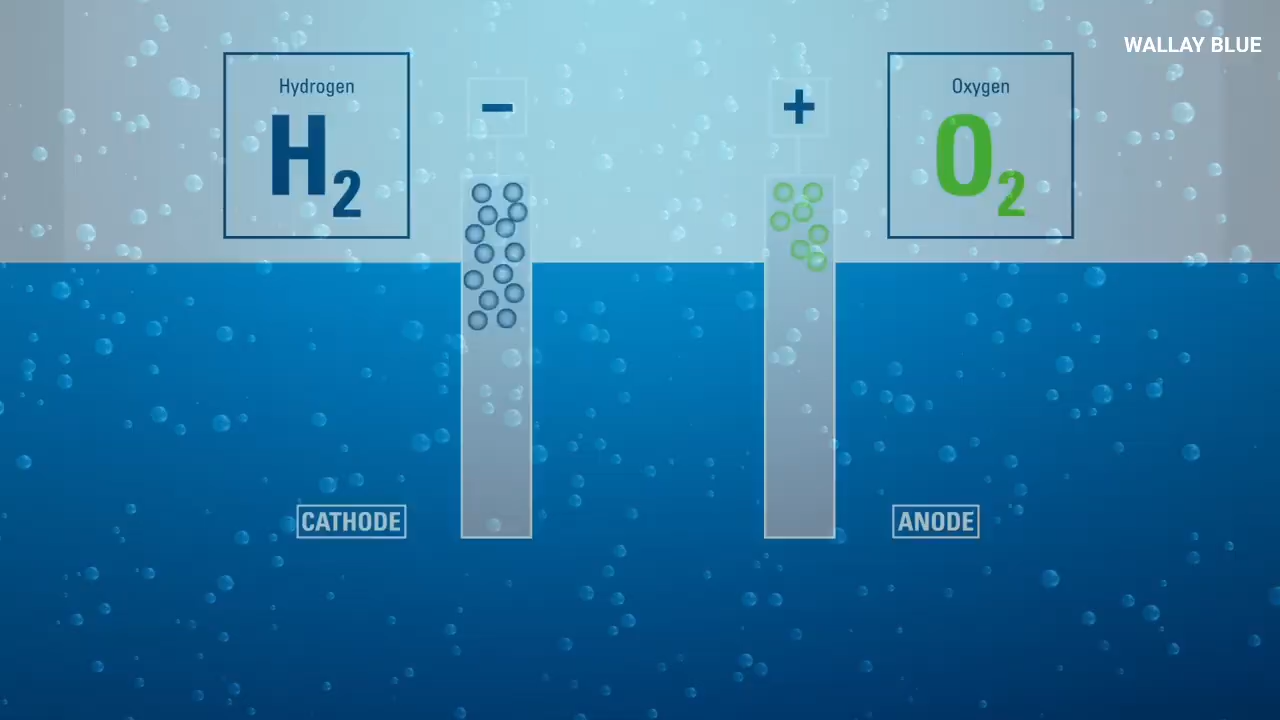 WALLAY BLUE
Hydrogen
H2
−
+
Oxygen
O2
CATHODE
ANODE